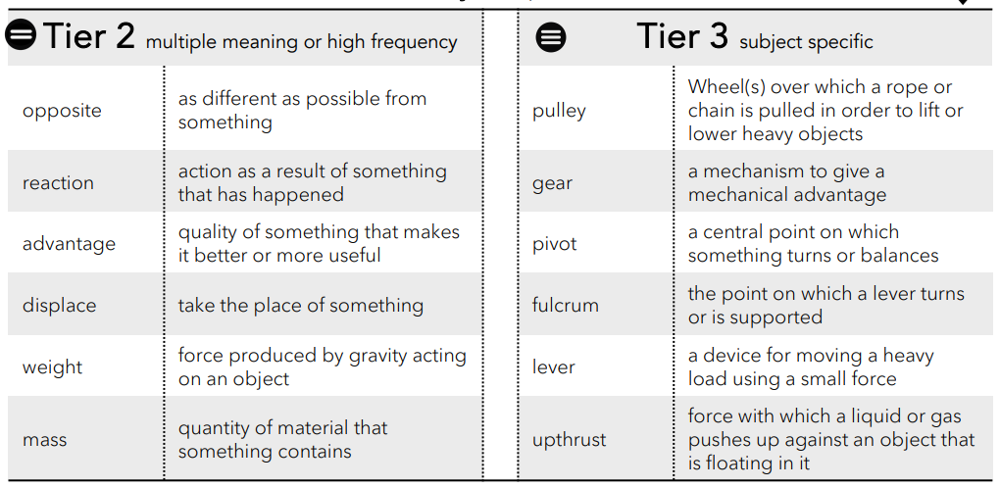 Tier 2 multiple meaning or high frequency
opposite
as different as possible from
something
reaction
action as a result of something
that has happened
advantage
quality of something that makes
it better or more useful
displace
take the place of something
weight
force produced by gravity acting
on an object
mass
quantity of material that
something contains
Tier 3 subject specific
pulley
Wheel(s) over which a rope or
chain is pulled in order to lift or
lower heavy objects
gear
a mechanism to give a
mechanical advantage
pivot
a central point on which
something turns or balances
fulcrum
the point on which a lever turns
or is supported
lever
a device for moving a heavy
load using a small force
upthrust
force with which a liquid or gas
pushes up against an object that
is floating in it